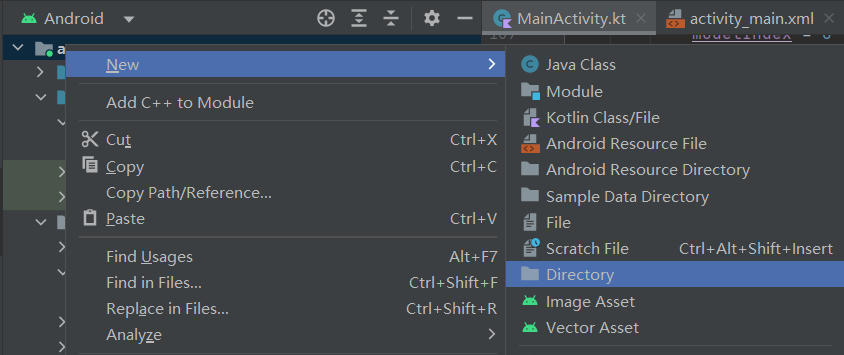 Android
MainActivity.kt
activity_main.xml
a
New
Add C++ to Module
Cut Ctrl+X
Copy Ctrl+C
Copy Path/Reference...
Paste Ctrl+V
Find Usages Alt+F7
Find in Files... Ctrl+Shift+F
Replace in Files... Ctrl+Shift+R
Analyze
Java Class
Module
Kotlin Class/File
Android Resource File
Android Resource Directory
Sample Data Directory
File
Scratch File Ctrl+Alt+Shift+Insert
Directory
Image Asset
Vector Asset